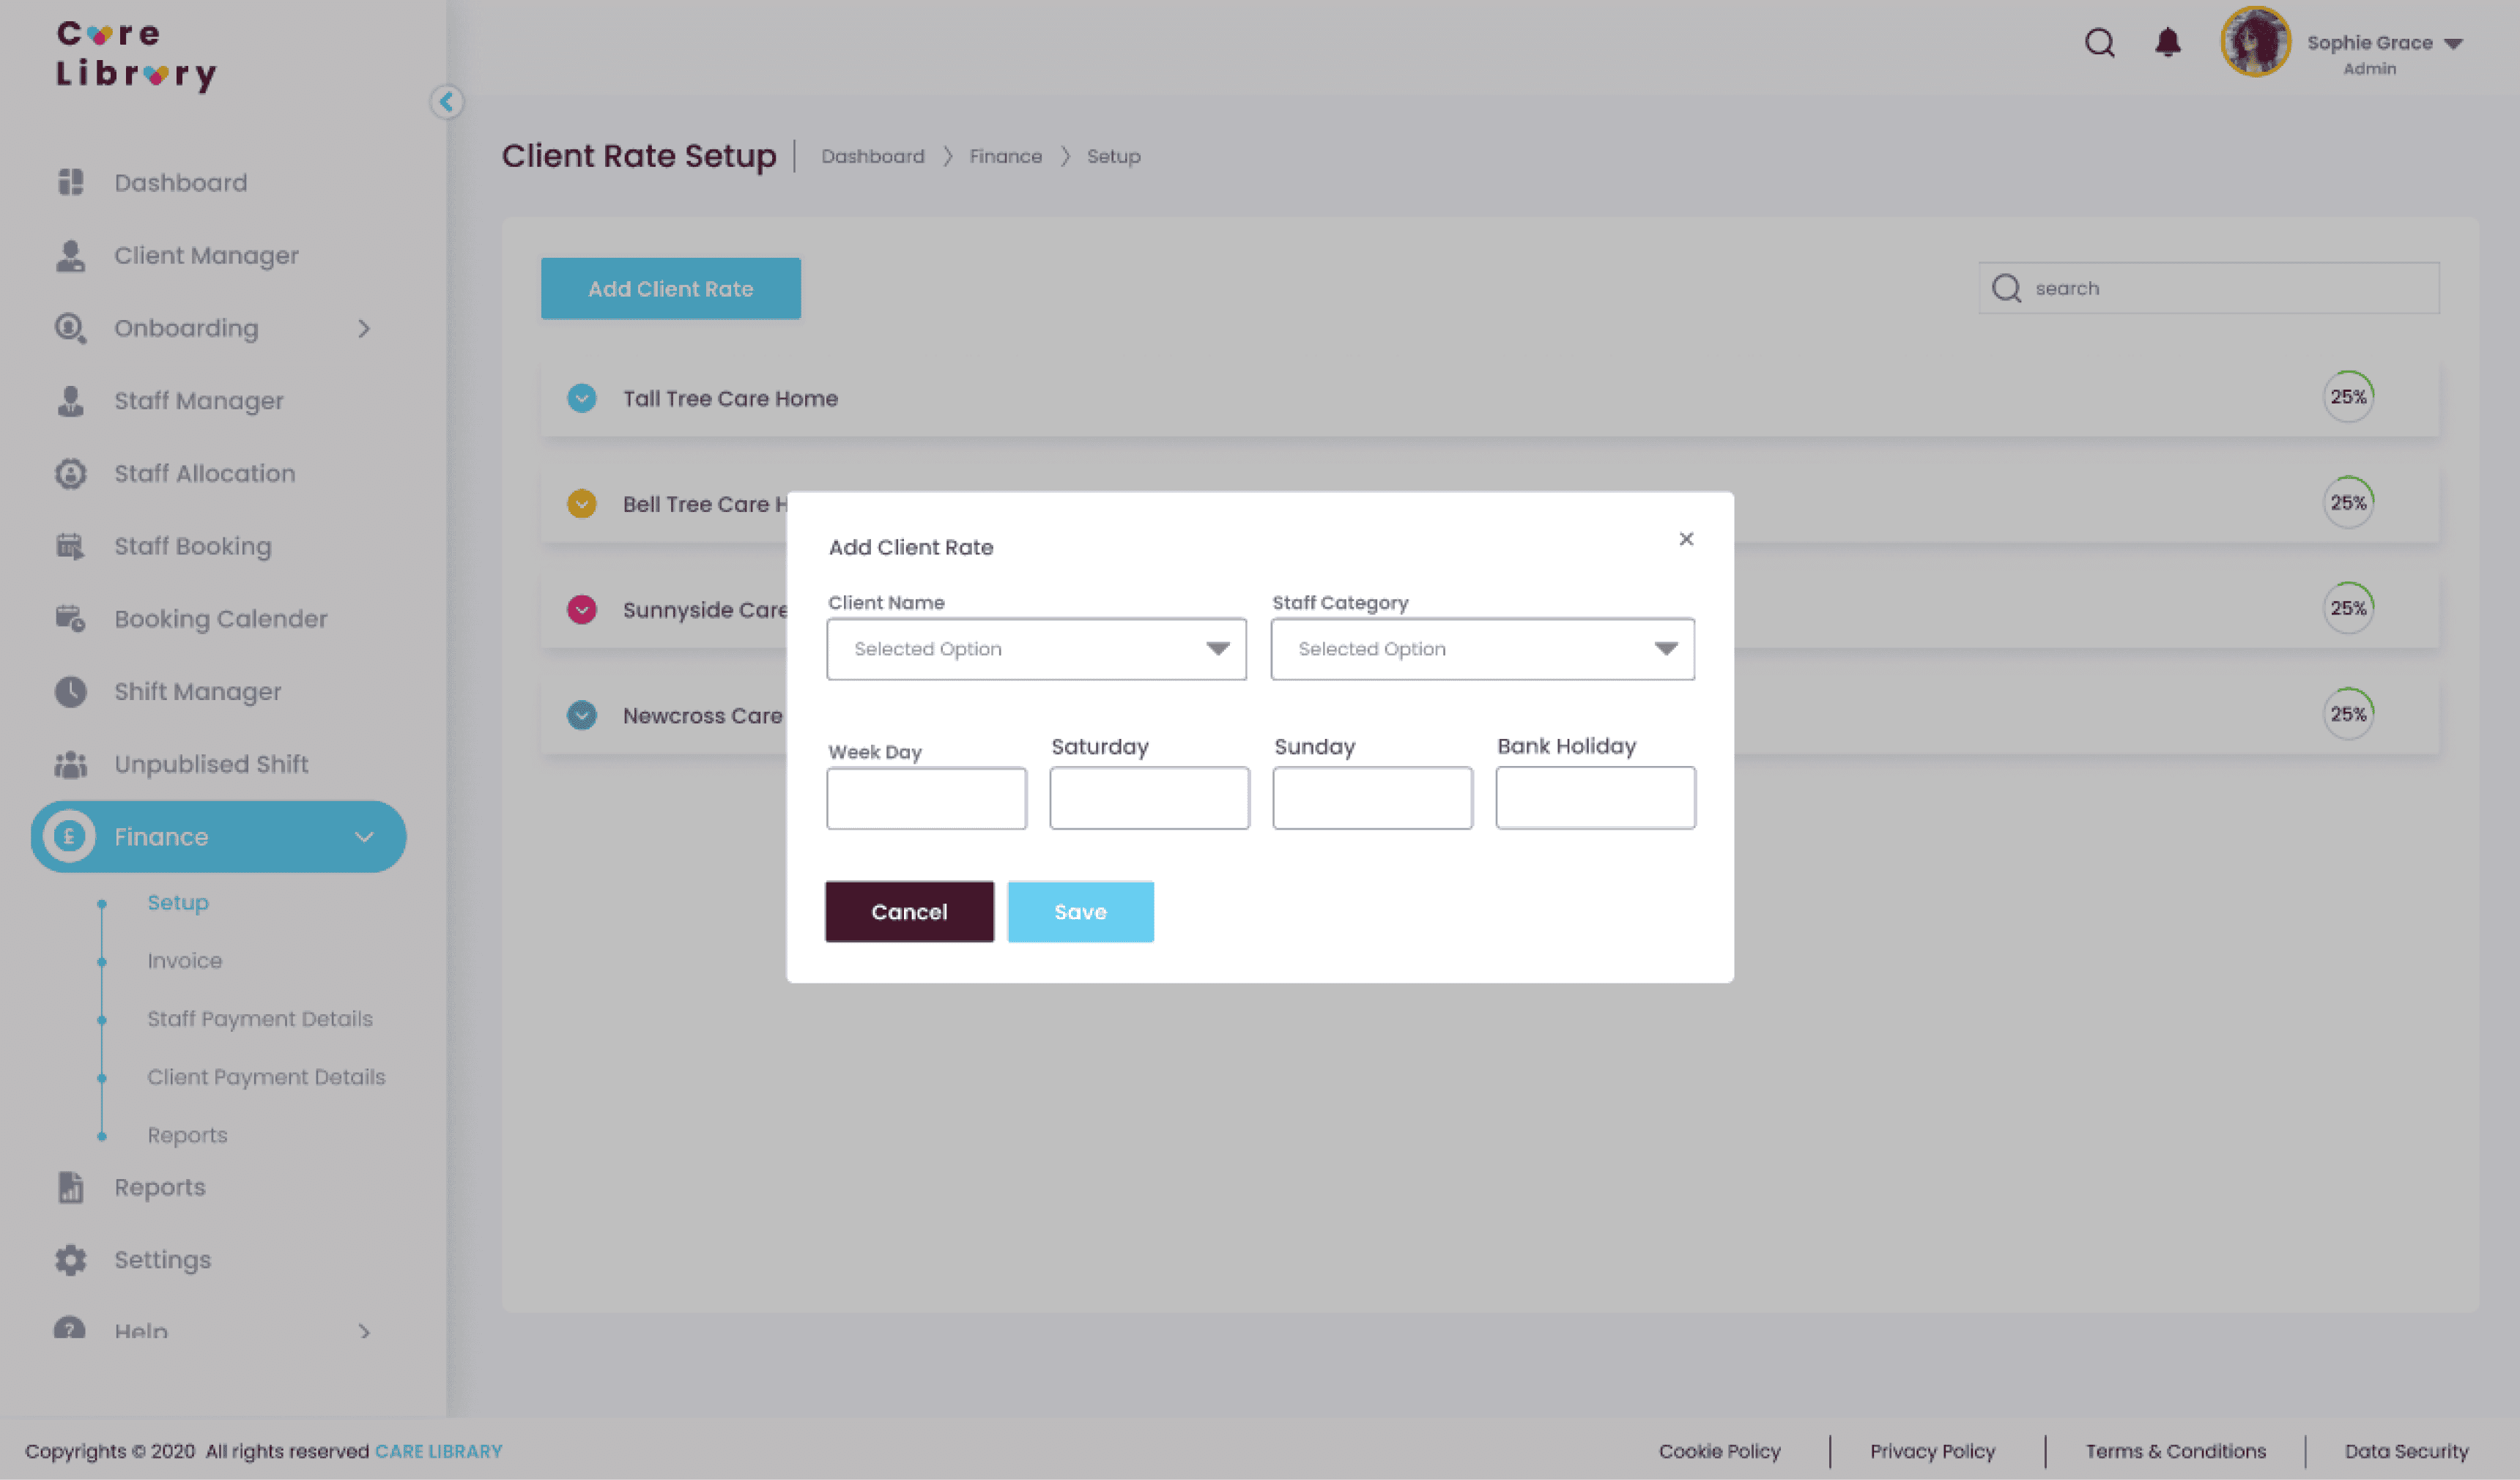 Care
Library
Sophie Grace
Admin
Client Rate Setup
Dashboard > Finance > Setup
Dashboard
Client Manager
Onboarding
Staff Manager
Staff Allocation
Staff Booking
Booking Calender
Shift Manager
Unpublised Shift
£ Finance
Setup
Invoice
Staff Payment Details
Client Payment Details
Reports
Reports
Settings
? Help
Add Client Rate
search
Tall Tree Care Home 25%
Bell Tree Care H 25%
Sunnyside Care 25%
Newcross Care 25%
Add Client Rate ×
Client Name Staff Category
Selected Option Selected Option
Week Day Saturday Sunday Bank Holiday
Cancel Save
Copyrights © 2020 All rights reserved CARE LIBRARY
Cookie Policy | Privacy Policy | Terms & Conditions | Data Security